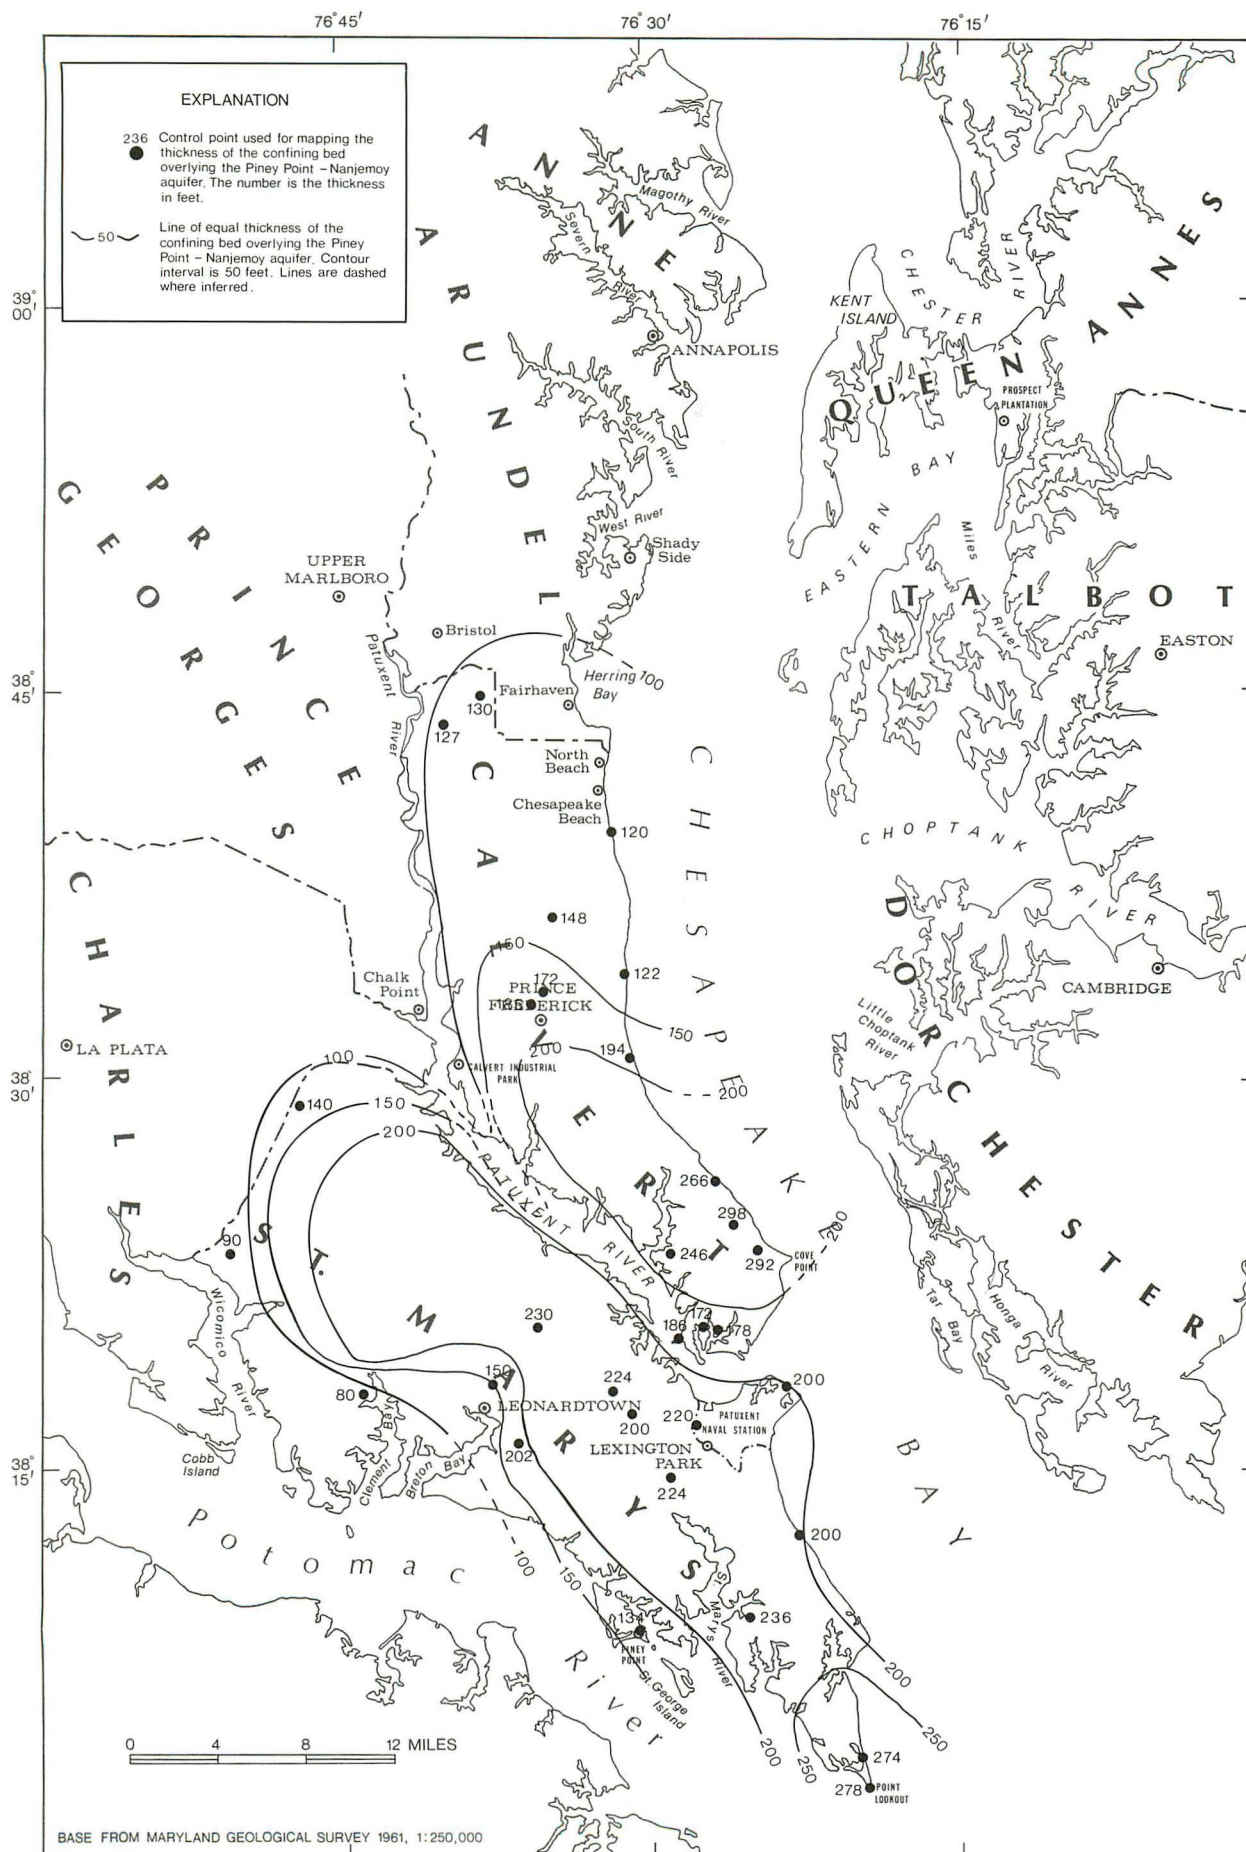 76°45'
76°30'
76°15'
EXPLANATION
236 Control point used for mapping the
thickness of the confining bed
overlying the Piney Point – Nanjemoy
aquifer. The number is the thickness
in feet.
50 Line of equal thickness of the
confining bed overlying the Piney
Point – Nanjemoy aquifer. Contour
interval is 50 feet. Lines are dashed
where inferred.
39°00'
38°45'
38°30'
38°15'
ANNE ARUNDEL
Magothy River
Severn River
ANNAPOLIS
South River
West River
Shady
Side
KENT
ISLAND
CHESTER RIVER
QUEEN ANNES
PROSPECT
PLANTATION
EASTERN BAY
Miles River
TALBOT
EASTON
PRINCE GEORGES
UPPER
MARLBORO
Bristol
Patuxent River
Herring
Bay
100
Fairhaven
130
127
North
Beach
Chesapeake
Beach
120
CALVERT
CHESAPEAKE BAY
CHOPTANK RIVER
148
150
122
172
PRINCE
FREDERICK
185
150
194
200
200
Chalk
Point
CALVERT INDUSTRIAL
PARK
CHARLES
LA PLATA
DORCHESTER
CAMBRIDGE
Little
Choptank
River
100
140
150
200
PATUXENT RIVER
266
298
246
292
COVE
POINT
200
90
ST. MARYS
Wicomico River
230
172
186
178
Tar Bay
Honga River
80
150
224
200
LEONARDTOWN
200
220
PATUXENT
NAVAL STATION
202
LEXINGTON
PARK
224
Cobb
Island
Clement Bay
Breton Bay
Potomac River
100
150
200
134
PINEY
POINT
St. George
Island
St. Marys River
236
200
200
250
250
274
278
POINT
LOOKOUT
0 4 8 12 MILES
BASE FROM MARYLAND GEOLOGICAL SURVEY 1961, 1:250,000